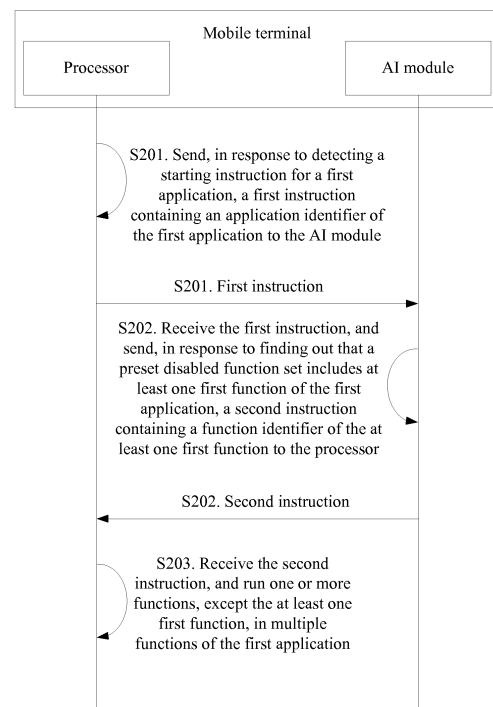 Mobile terminal
Processor
AI module
S201. Send, in response to detecting a
starting instruction for a first
application, a first instruction
containing an application identifier of
the first application to the AI module
S201. First instruction
S202. Receive the first instruction, and
send, in response to finding out that a
preset disabled function set includes at
least one first function of the first
application, a second instruction
containing a function identifier of the at
least one first function to the processor
S202. Second instruction
S203. Receive the second
instruction, and run one or more
functions, except the at least one
first function, in multiple
functions of the first application